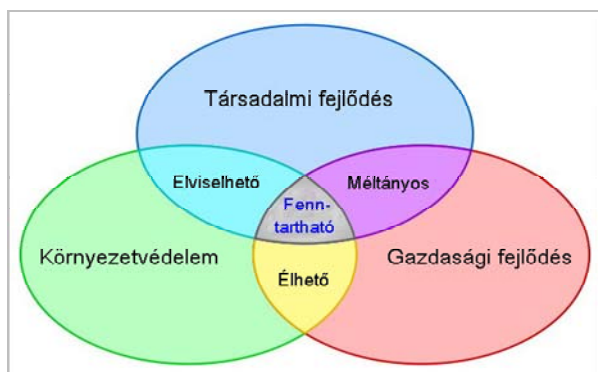 Társadalmi fejlődés
Elviselhető
Méltányos
Fenn-
tartható
Környezetvédelem
Gazdasági fejlődés
Élhető